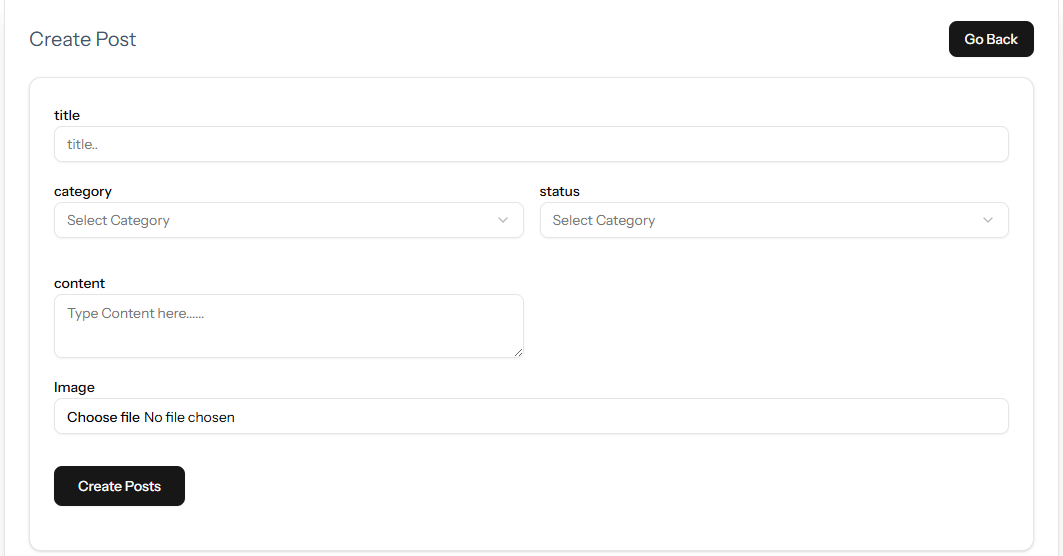 Create Post
Go Back
title
title..
category
status
Select Category
Select Category
content
Type Content here......
Image
Choose file No file chosen
Create Posts